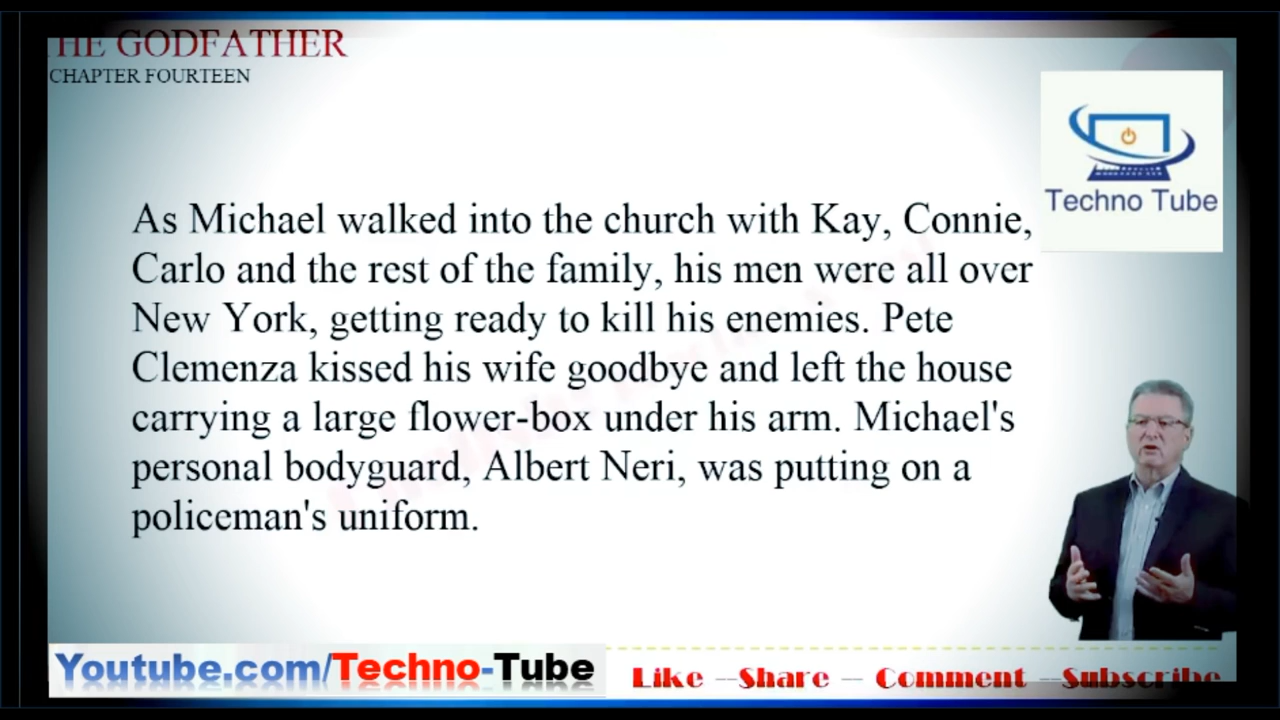 THE GODFATHER
CHAPTER FOURTEEN
Techno Tube
As Michael walked into the church with Kay, Connie,
Carlo and the rest of the family, his men were all over
New York, getting ready to kill his enemies. Pete
Clemenza kissed his wife goodbye and left the house
carrying a large flower-box under his arm. Michael's
personal bodyguard, Albert Neri, was putting on a
policeman's uniform.
Youtube.com/Techno-Tube
Like – Share – Comment – Subscribe